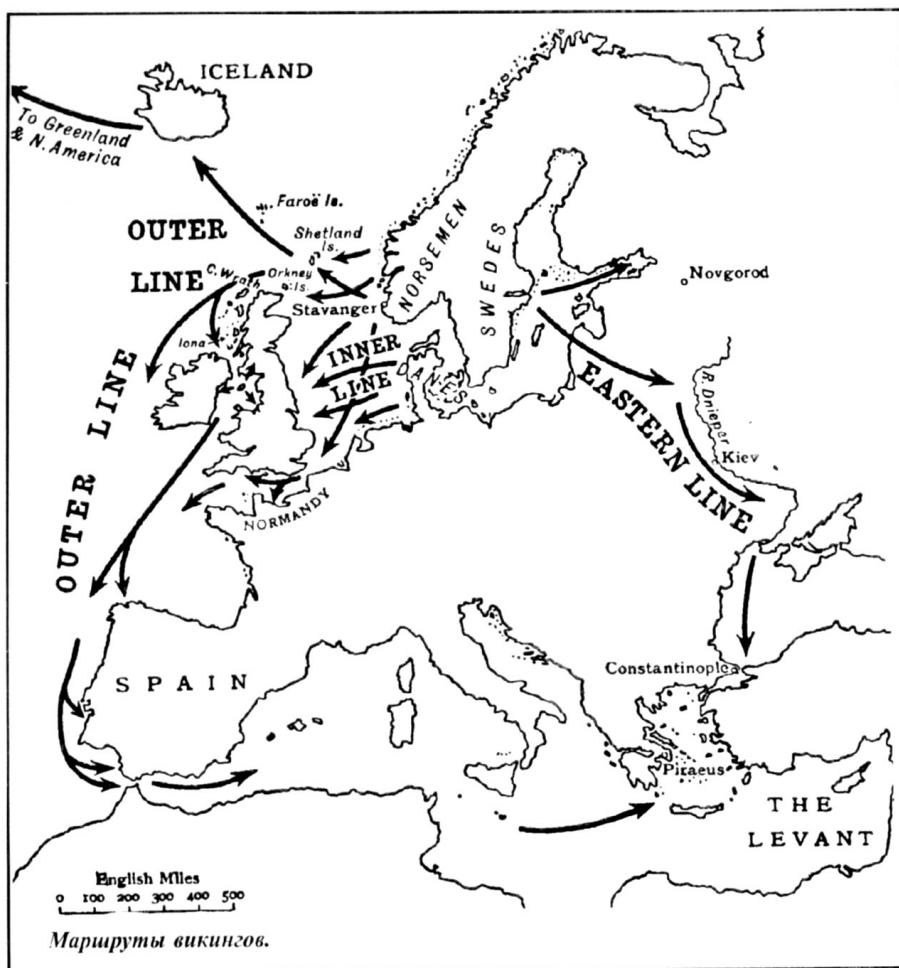 ICELAND
To Greenland
& N. America
Faroë Is.
OUTER
LINE
Shetland
Is.
C. Wrath
Orkney
Is.
Stavanger
NORSEMEN
SWEDES
Novgorod
Iona
INNER
LINE
DANES
OUTER LINE
EASTERN LINE
R. Dnieper
Kiev
NORMANDY
SPAIN
Constantinople
Piraeus
THE
LEVANT
English Miles
0 100 200 300 400 500
Маршруты викингов.